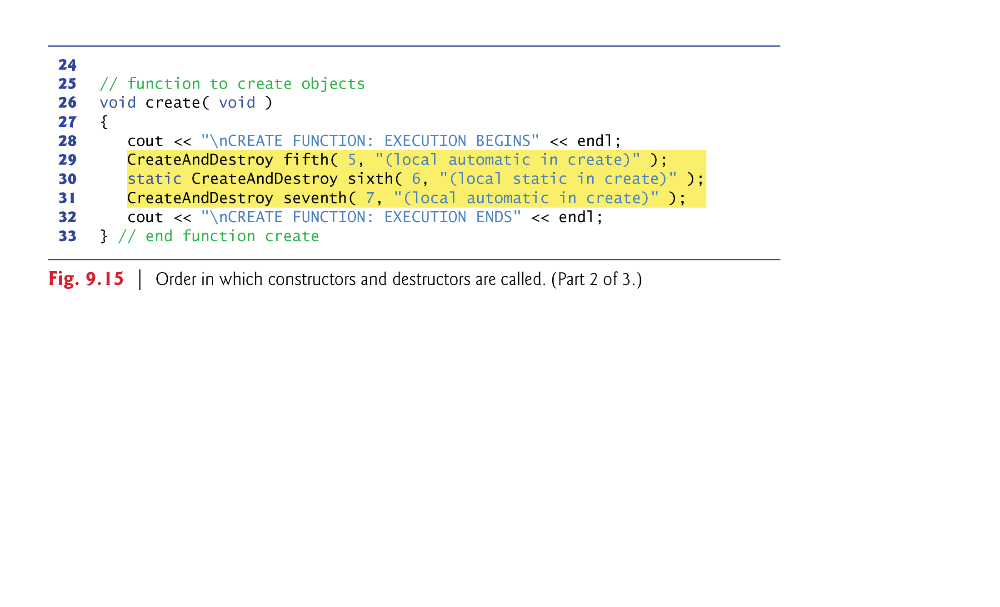 24
25 // function to create objects
26 void create( void )
27 {
28 cout << "\nCREATE FUNCTION: EXECUTION BEGINS" << endl;
29 CreateAndDestroy fifth( 5, "(local automatic in create)" );
30 static CreateAndDestroy sixth( 6, "(local static in create)" );
31 CreateAndDestroy seventh( 7, "(local automatic in create)" );
32 cout << "\nCREATE FUNCTION: EXECUTION ENDS" << endl;
33 } // end function create
Fig. 9.15 | Order in which constructors and destructors are called. (Part 2 of 3.)